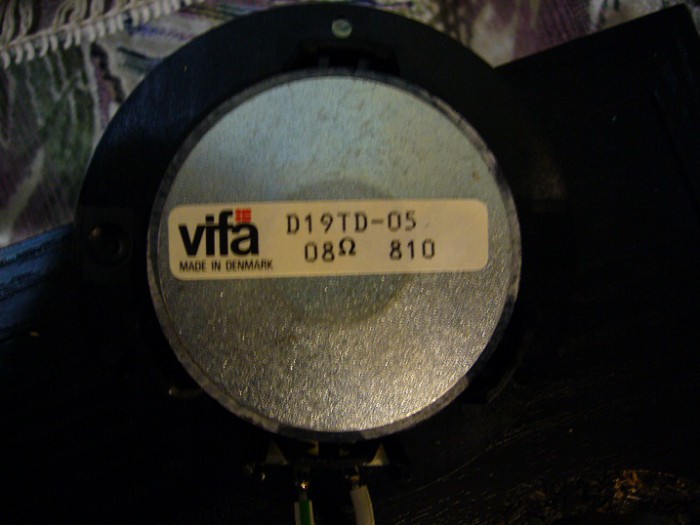 vifa D19TD-05
08Ω 810
MADE IN DENMARK